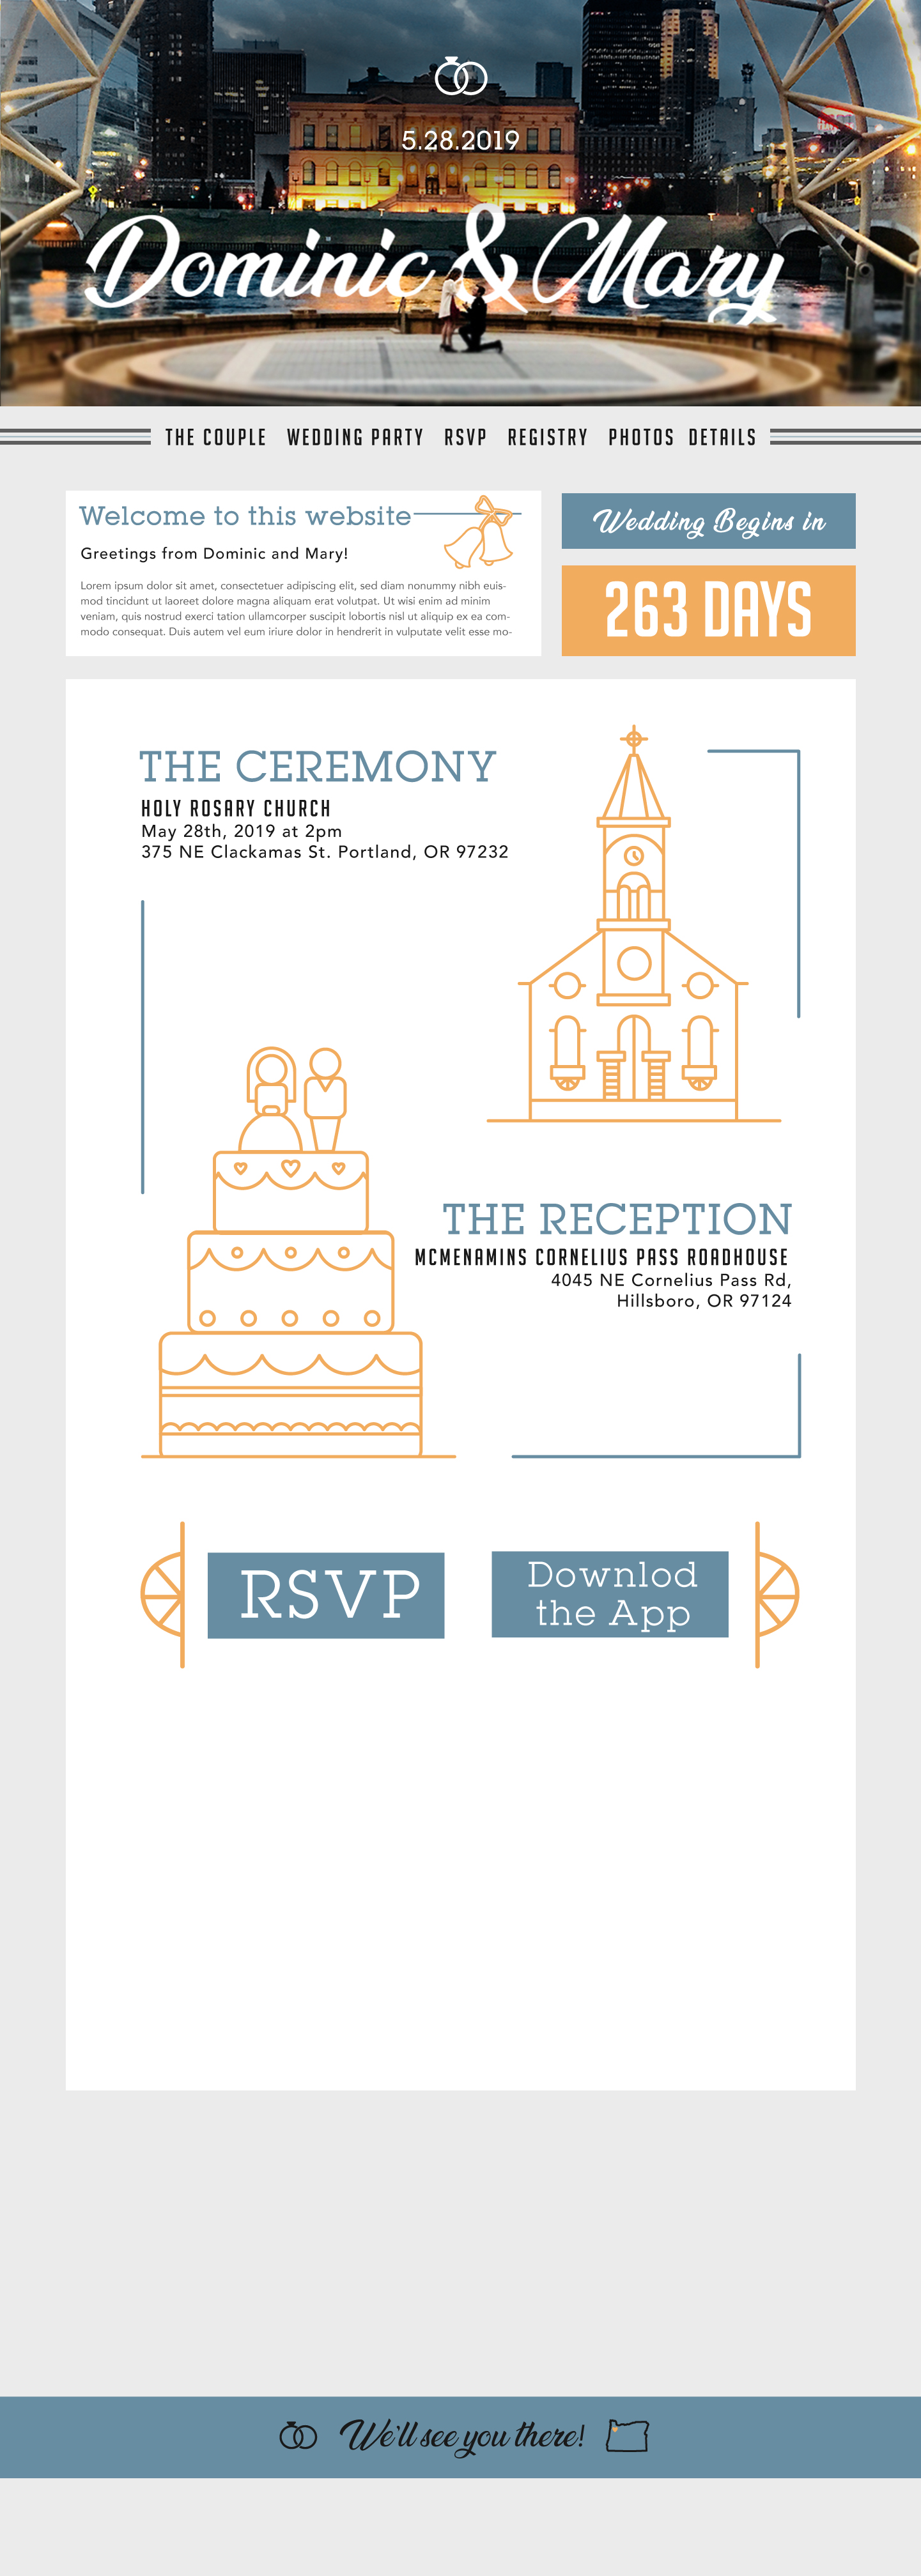 5.28.2019
Dominic & Mary
THE COUPLE WEDDING PARTY RSVP REGISTRY PHOTOS DETAILS
Welcome to this website
Greetings from Dominic and Mary!
Lorem ipsum dolor sit amet, consectetuer adipiscing elit, sed diam nonummy nibh euis-
mod tincidunt ut laoreet dolore magna aliquam erat volutpat. Ut wisi enim ad minim
veniam, quis nostrud exerci tation ullamcorper suscipit lobortis nisl ut aliquip ex ea com-
modo consequat. Duis autem vel eum iriure dolor in hendrerit in vulputate velit esse mo-
Wedding Begins in
263 DAYS
THE CEREMONY
HOLY ROSARY CHURCH
May 28th, 2019 at 2pm
375 NE Clackamas St. Portland, OR 97232
THE RECEPTION
MCMENAMINS CORNELIUS PASS ROADHOUSE
4045 NE Cornelius Pass Rd,
Hillsboro, OR 97124
RSVP
Downlod
the App
We'll see you there!